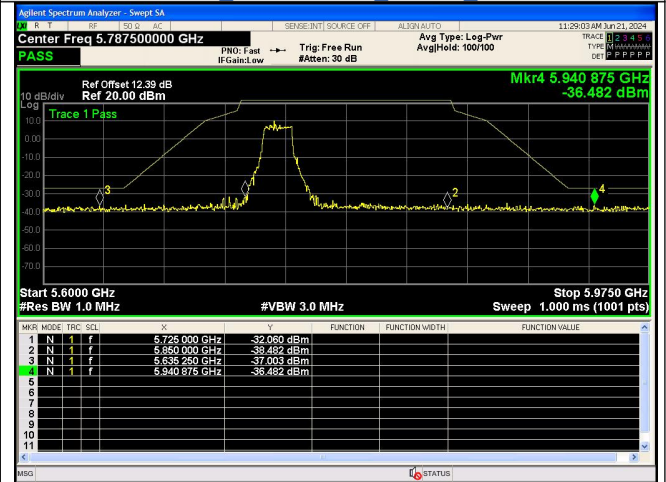 Agilent Spectrum Analyzer - Swept SA
R T RF 50 Ω AC SENSE:INT SOURCE OFF ALIGN AUTO 11:29:03 AM Jun 21, 2024
Center Freq 5.787500000 GHz
PASS
PNO: Fast
IFGain:Low
Trig: Free Run
#Atten: 30 dB
Avg Type: Log-Pwr
Avg|Hold: 100/100
TRACE 1 2 3 4 5 6
TYPE M
DET P P P P P P
Mkr4 5.940 875 GHz
-36.482 dBm
Ref Offset 12.39 dB
10 dB/div Ref 20.00 dBm
Log
Trace 1 Pass
10.0
0.00
-10.0
-20.0
-30.0
-40.0
-50.0
-60.0
-70.0
3
2
4
Start 5.6000 GHz
Stop 5.9750 GHz
#Res BW 1.0 MHz
#VBW 3.0 MHz
Sweep 1.000 ms (1001 pts)
MKR MODE TRC SCL X Y FUNCTION FUNCTION WIDTH FUNCTION VALUE
1 N 1 f 5.725 000 GHz -32.060 dBm
2 N 1 f 5.850 000 GHz -38.482 dBm
3 N 1 f 5.635 250 GHz -37.003 dBm
4 N 1 f 5.940 875 GHz -36.482 dBm
5
6
7
8
9
10
11
MSG
STATUS